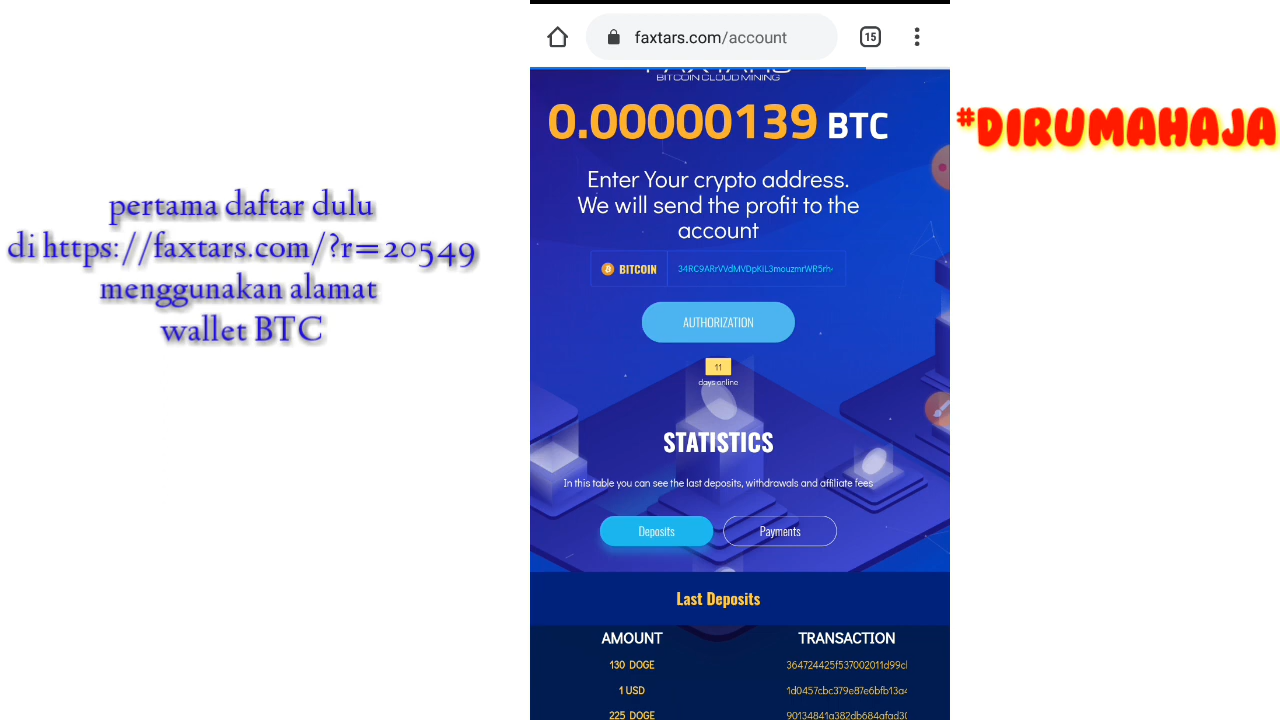 faxtars.com/account
15
BITCOIN CLOUD MINING
0.00000139 BTC
#DIRUMAHAJA
Enter Your crypto address.
We will send the profit to the
account
pertama daftar dulu
di https://faxtars.com/?r=20549
menggunakan alamat
wallet BTC
BITCOIN
AUTHORIZATION
11
days online
STATISTICS
In this table you can see the last deposits, withdrawals and affiliate fees
Deposits Payments
Last Deposits
AMOUNT TRANSACTION
130 DOGE 364724425f537002011d99c
1 USD 1d0457cbc379e87e6bfb13a
225 DOGE